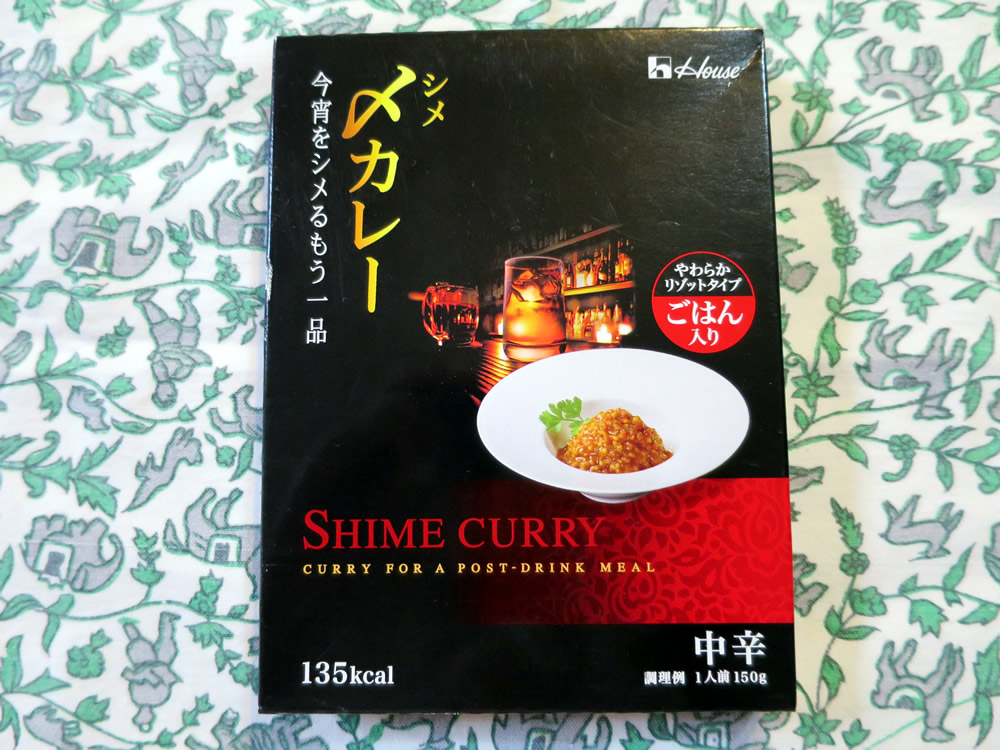 House
シメ
〆カレー
今宵をシメるもう一品
やわらか
リゾットタイプ
ごはん
入り
SHIME CURRY
CURRY FOR A POST-DRINK MEAL
135kcal
中辛
調理例 1人前150g